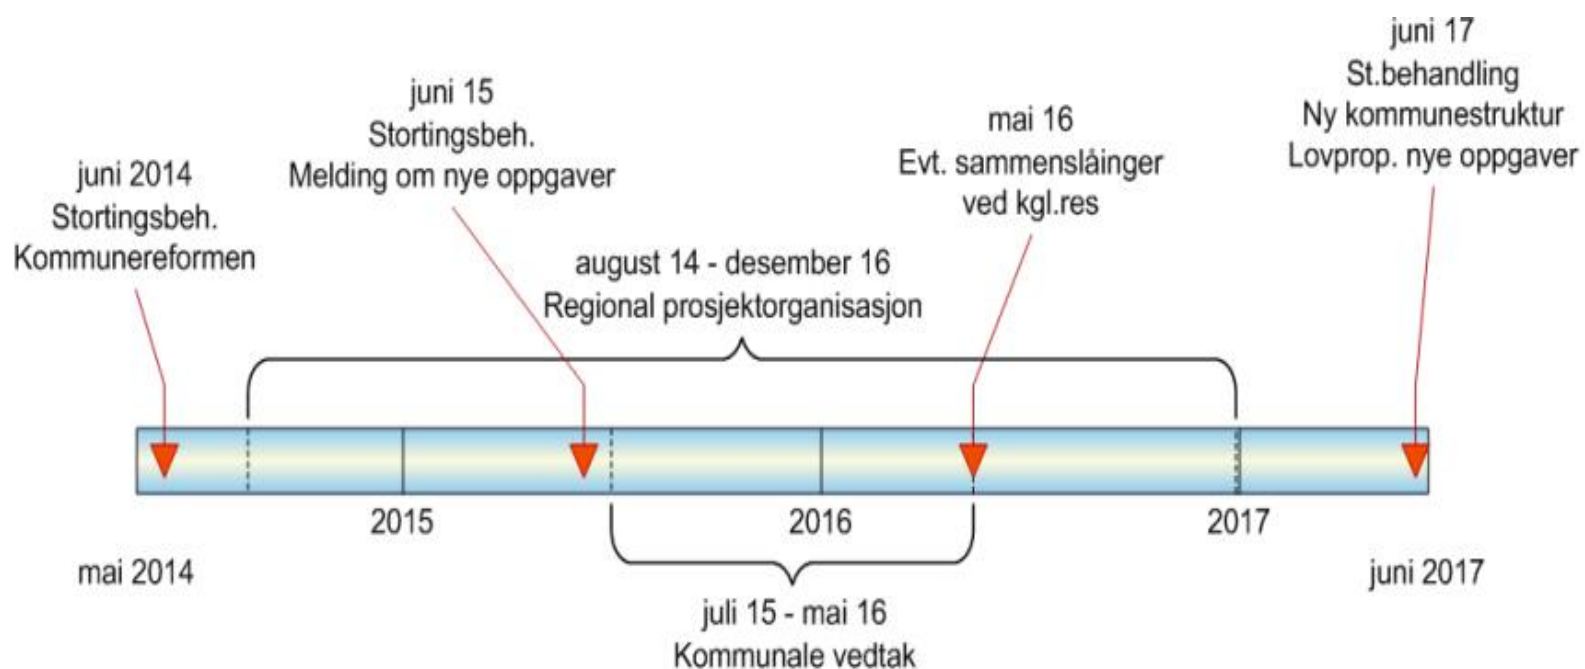 juni 2014
Stortingsbeh.
Kommunereformen
juni 15
Stortingsbeh.
Melding om nye oppgaver
august 14 - desember 16
Regional prosjektorganisasjon
mai 16
Evt. sammenslåinger
ved kgl.res
juni 17
St.behandling
Ny kommunestruktur
Lovprop. nye oppgaver
2015
2016
2017
mai 2014
juni 2017
juli 15 - mai 16
Kommunale vedtak